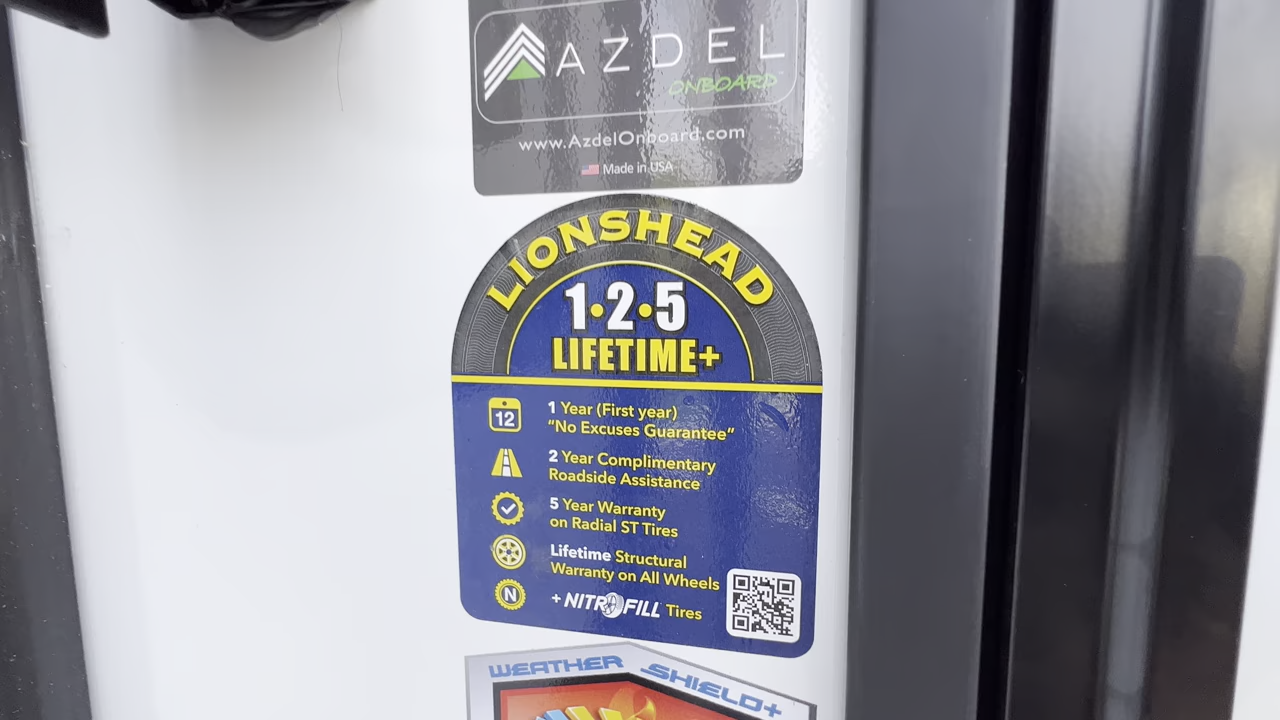 AZDEL
ONBOARD™
www.AzdelOnboard.com
Made in USA
LIONSHEAD
1•2•5
LIFETIME+
12
1 Year (First year)
“No Excuses Guarantee”
2 Year Complimentary
Roadside Assistance
5 Year Warranty
on Radial ST Tires
Lifetime Structural
Warranty on All Wheels
N
+ NITROFILL Tires
WEATHER SHIELD+